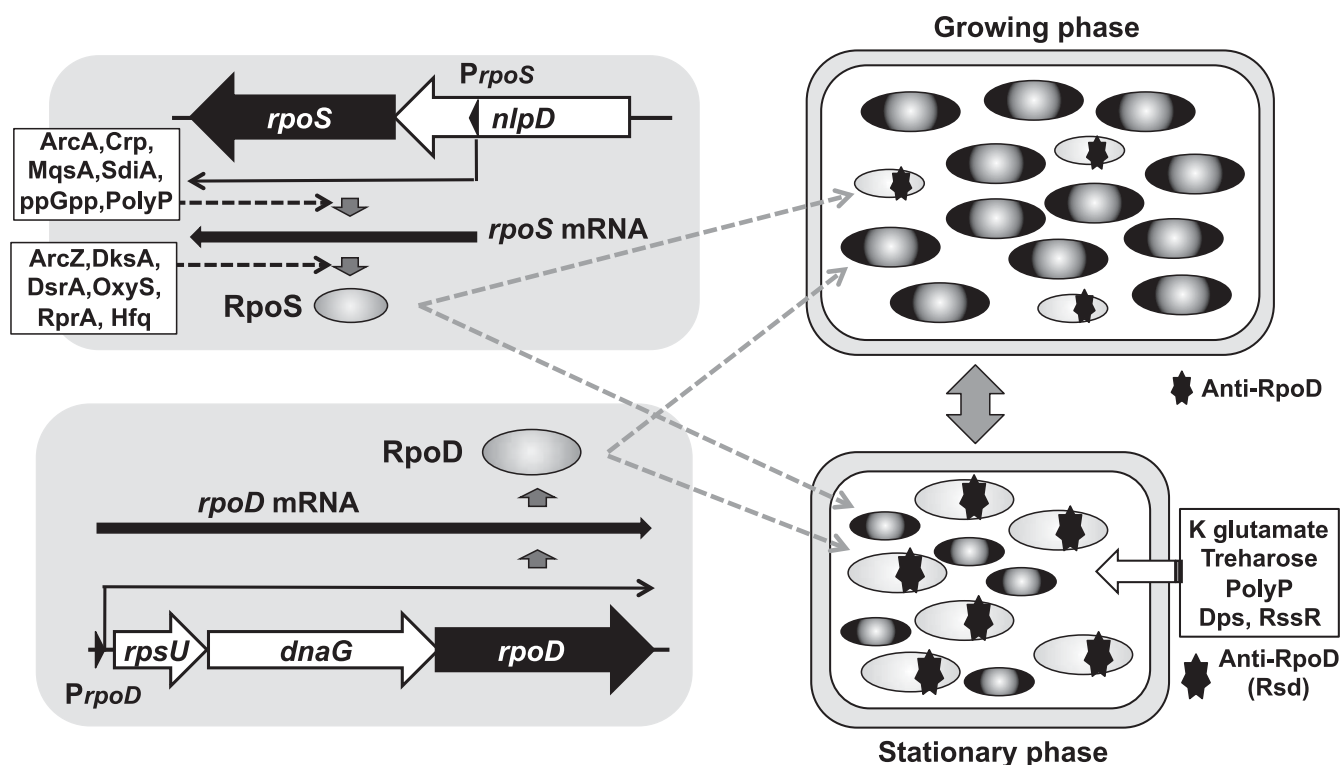 PrpoS
rpoS
nlpD
ArcA,Crp,
MqsA,SdiA,
ppGpp,PolyP
rpoS mRNA
ArcZ,DksA,
DsrA,OxyS,
RprA, Hfq
RpoS
RpoD
rpoD mRNA
rpsU
dnaG
rpoD
PrpoD
Growing phase
Anti-RpoD
K glutamate
Treharose
PolyP
Dps, RssR
Anti-RpoD
(Rsd)
Stationary phase